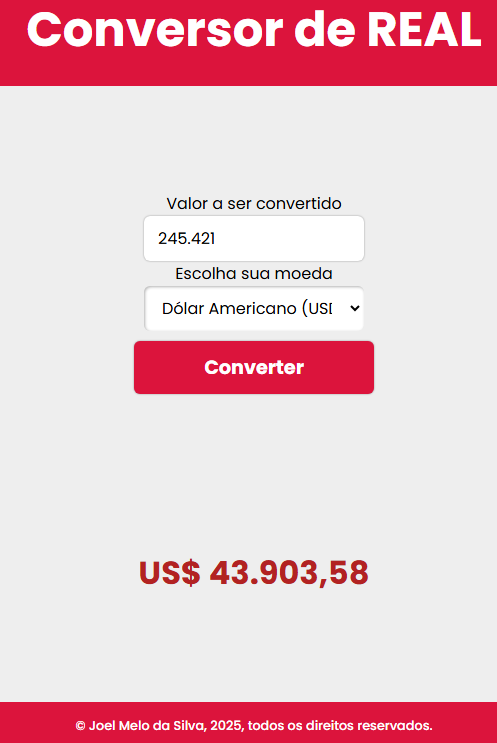 Conversor de REAL
Valor a ser convertido
245.421
Escolha sua moeda
Dólar Americano (USD
Converter
US$ 43.903,58
© Joel Melo da Silva, 2025, todos os direitos reservados.